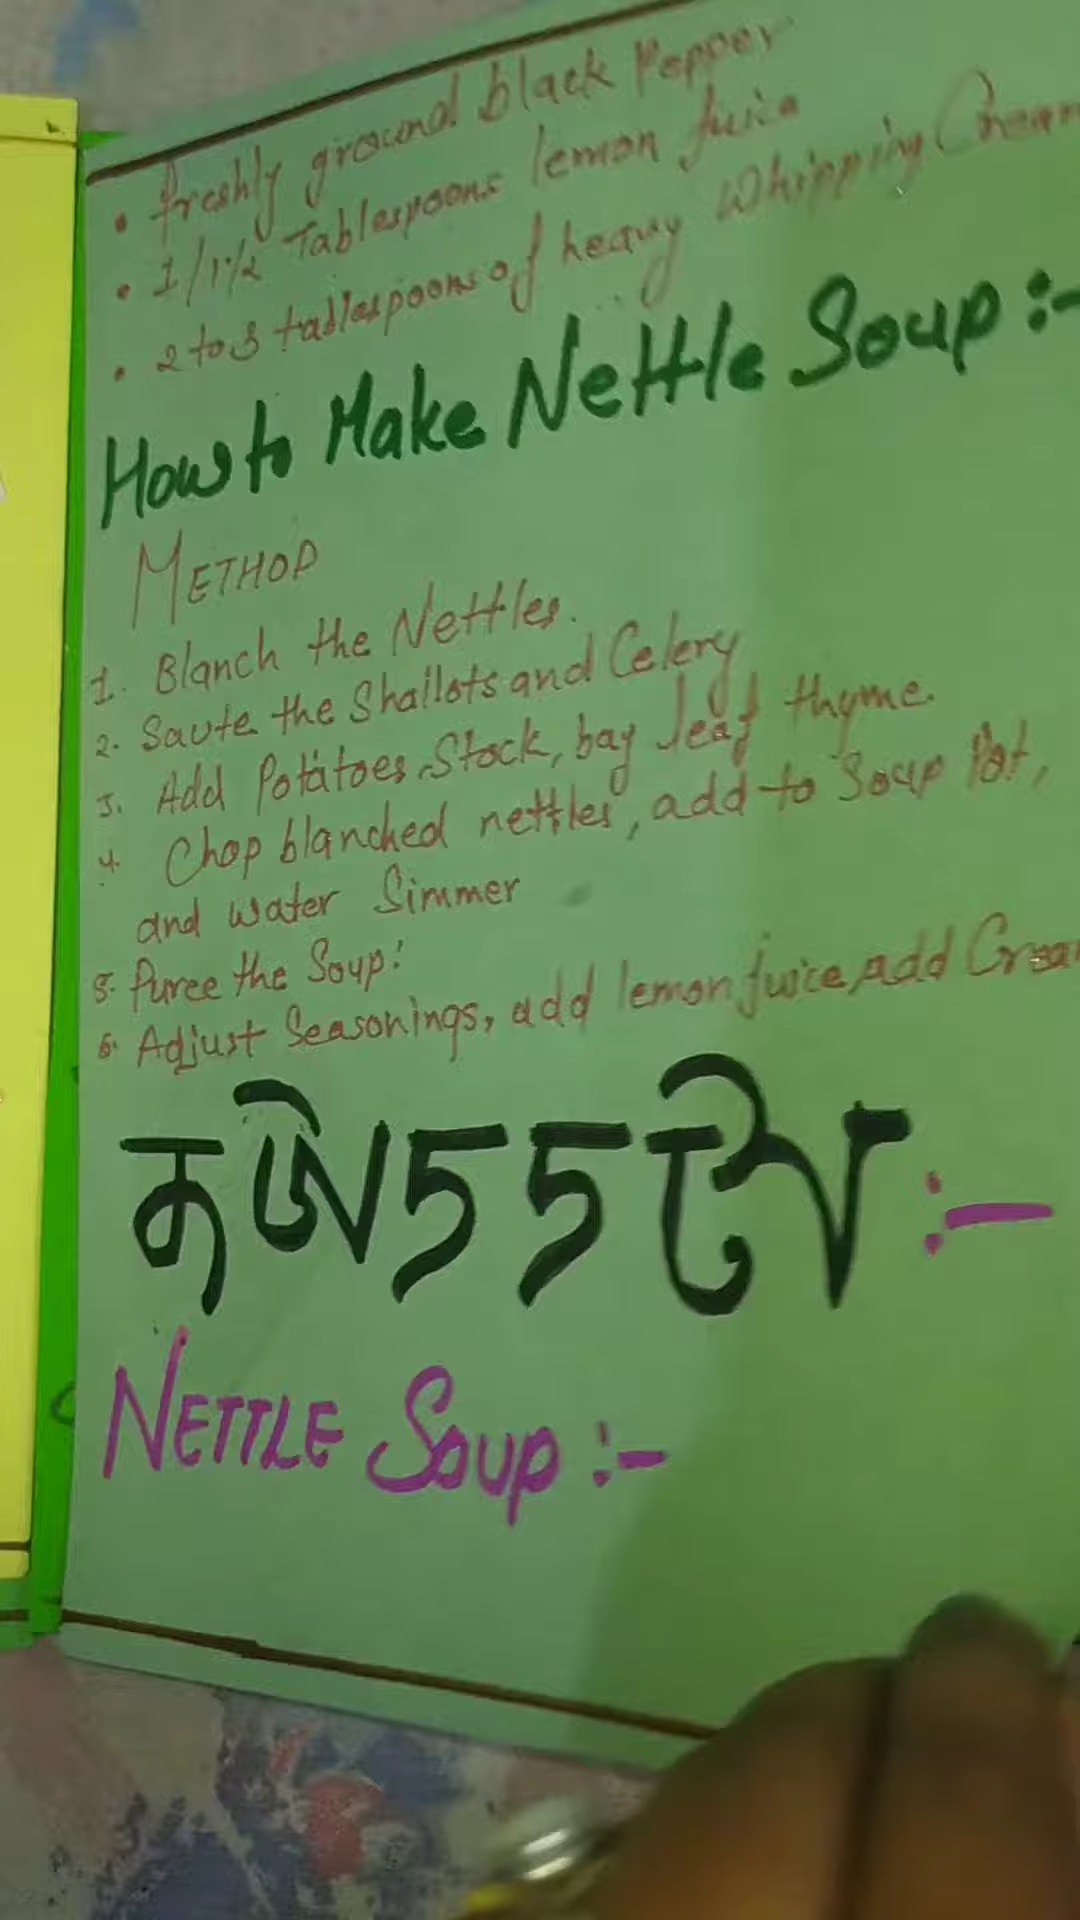 • freshly ground black Pepper
• 1/1½ Tablespoons lemon Juice
• 2 to 3 tablespoons of heavy Whipping Cream
How to Make Nettle Soup :-
METHOD
1. Blanch the Nettles.
2. Saute the Shallots and Celery
3. Add Potatoes, Stock, bay leaf thyme.
4. Chop blanched nettles, add to Soup Pot,
and water Simmer
5. Puree the Soup!
6. Adjust Seasonings, add lemon juice, add Cream
NETTLE Soup :-